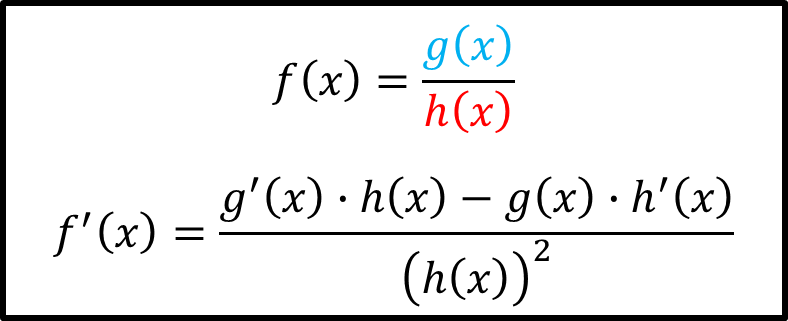 f(x) = g(x) / h(x)
f′(x) = (g′(x) · h(x) − g(x) · h′(x)) / (h(x))²